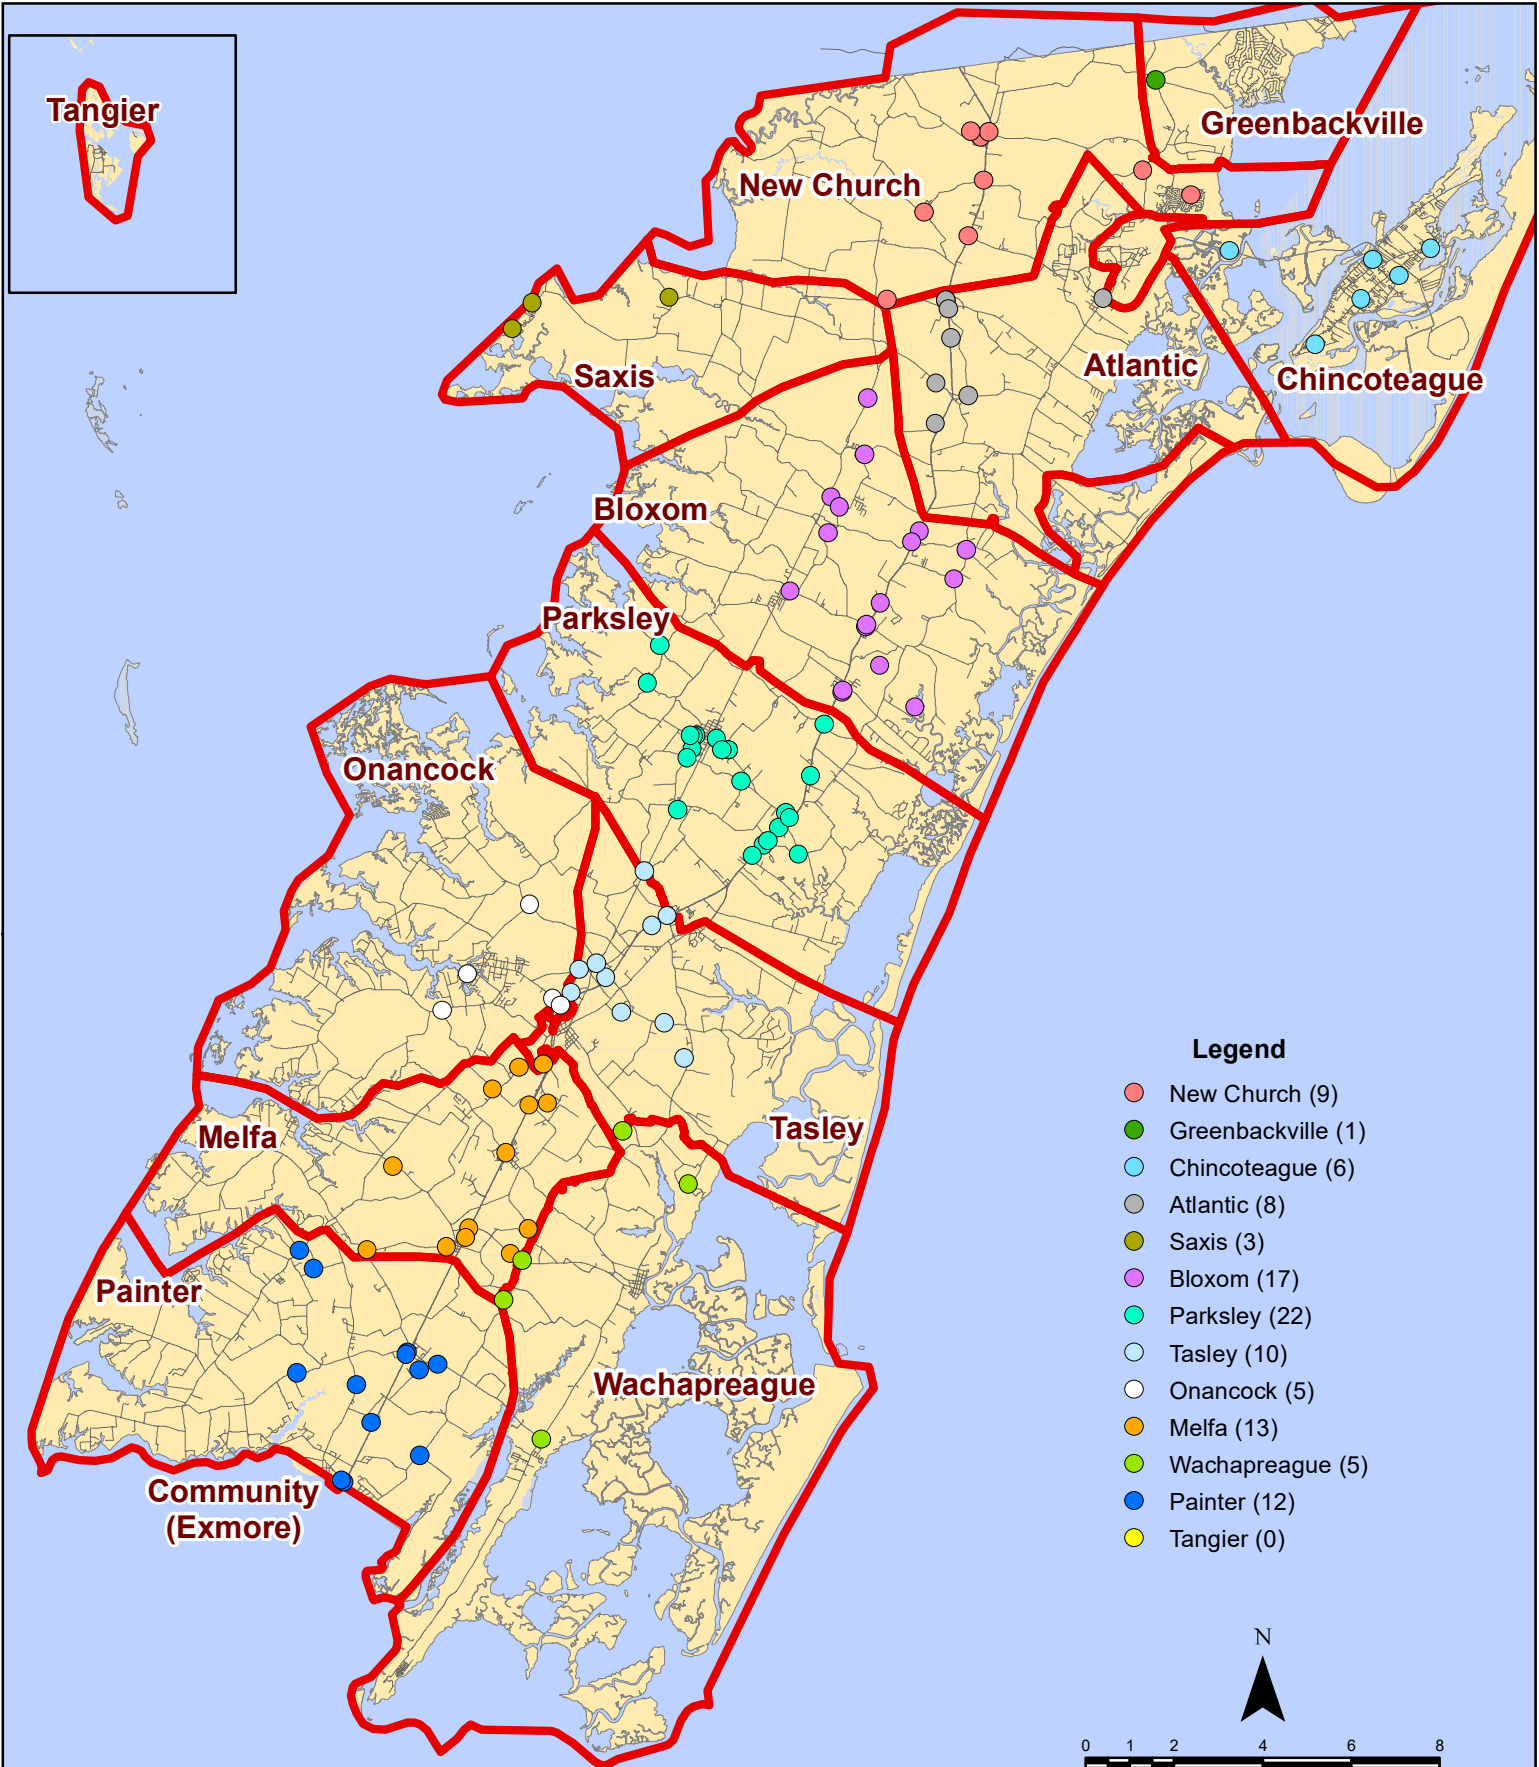 Tangier
Greenbackville
New Church
Saxis
Atlantic
Chincoteague
Bloxom
Parksley
Onancock
Melfa
Tasley
Painter
Wachapreague
Community
(Exmore)
Legend
New Church (9)
Greenbackville (1)
Chincoteague (6)
Atlantic (8)
Saxis (3)
Bloxom (17)
Parksley (22)
Tasley (10)
Onancock (5)
Melfa (13)
Wachapreague (5)
Painter (12)
Tangier (0)
N
0 1 2 4 6 8